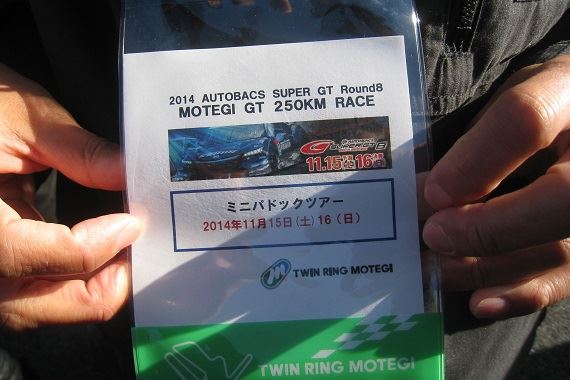 2014 AUTOBACS SUPER GT Round8
MOTEGI GT 250KM RACE
11.15 16
ミニパドックツアー
2014年11月15日(土)16(日)
TWIN RING MOTEGI
TWIN RING MOTEGI